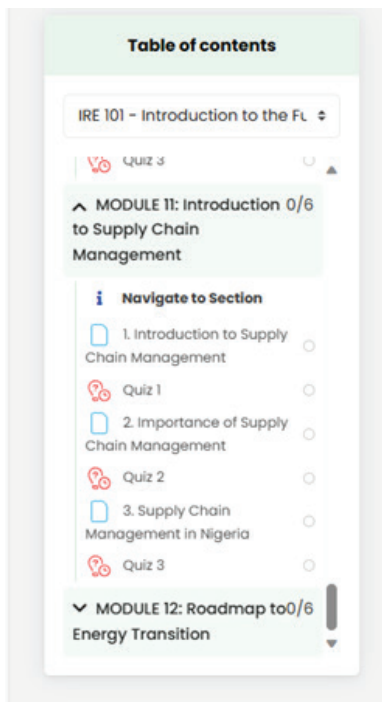 Table of contents
IRE 101 - Introduction to the Fu
Quiz 3
MODULE 11: Introduction 0/6
to Supply Chain
Management
i Navigate to Section
1. Introduction to Supply
Chain Management
Quiz 1
2. Importance of Supply
Chain Management
Quiz 2
3. Supply Chain
Management in Nigeria
Quiz 3
MODULE 12: Roadmap to0/6
Energy Transition